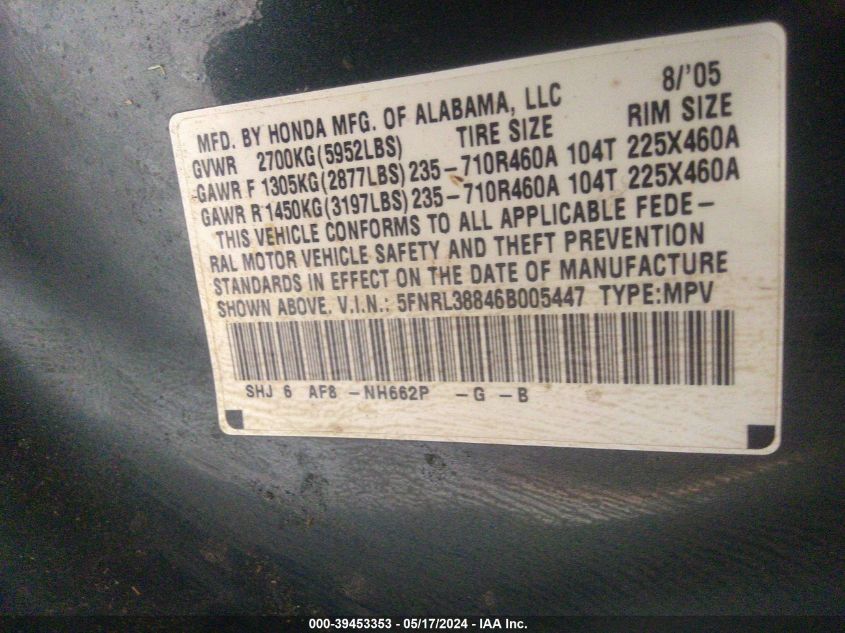 8/'05
MFD. BY HONDA MFG. OF ALABAMA, LLC
GVWR 2700KG(5952LBS) TIRE SIZE RIM SIZE
GAWR F 1305KG(2877LBS) 235-710R460A 104T 225X460A
GAWR R 1450KG(3197LBS) 235-710R460A 104T 225X460A
THIS VEHICLE CONFORMS TO ALL APPLICABLE FEDE-
RAL MOTOR VEHICLE SAFETY AND THEFT PREVENTION
STANDARDS IN EFFECT ON THE DATE OF MANUFACTURE
SHOWN ABOVE. V.I.N.: 5FNRL38846B005447 TYPE:MPV
SHJ 6 AF8 -NH662P -G -B
000-39453353 - 05/17/2024 - IAA Inc.